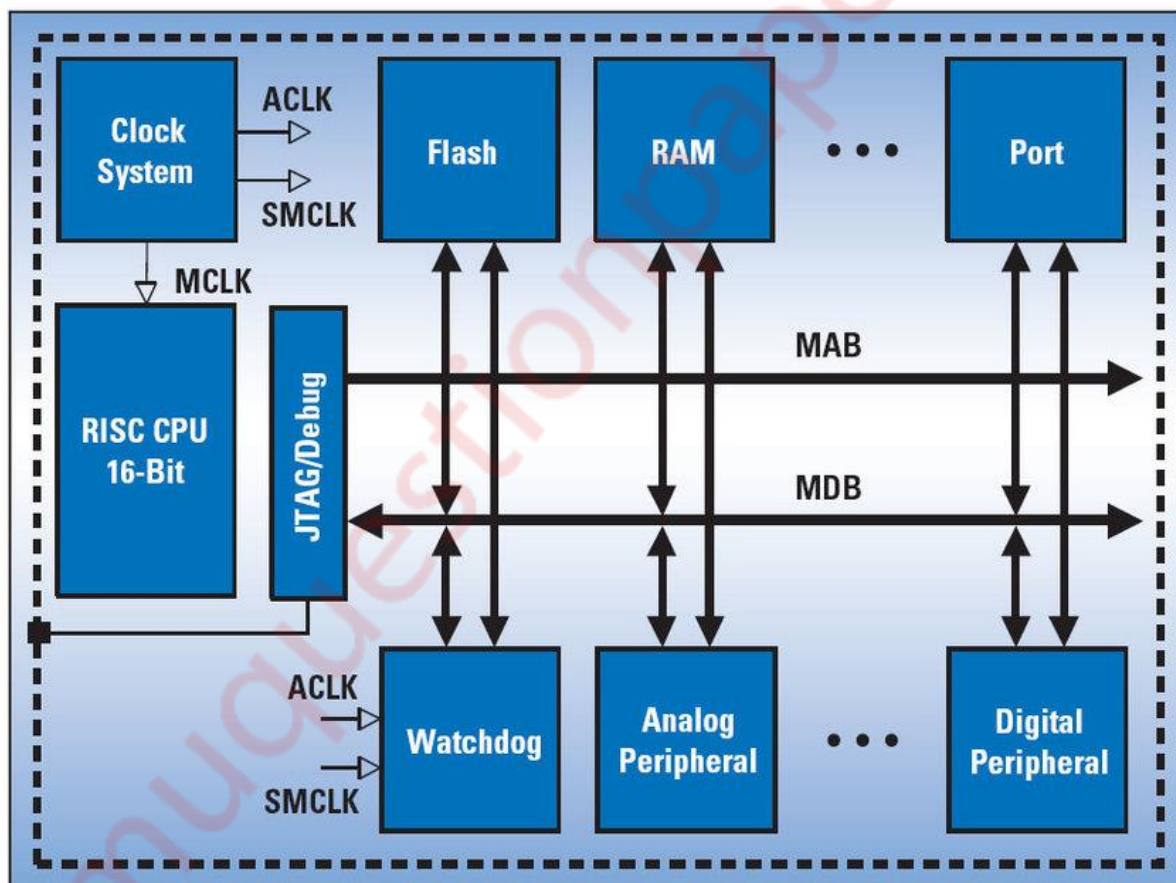 Clock
System
ACLK
SMCLK
MCLK
Flash
RAM
Port
RISC CPU
16-Bit
JTAG/Debug
MAB
MDB
ACLK
SMCLK
Watchdog
Analog
Peripheral
Digital
Peripheral
muquestionpape